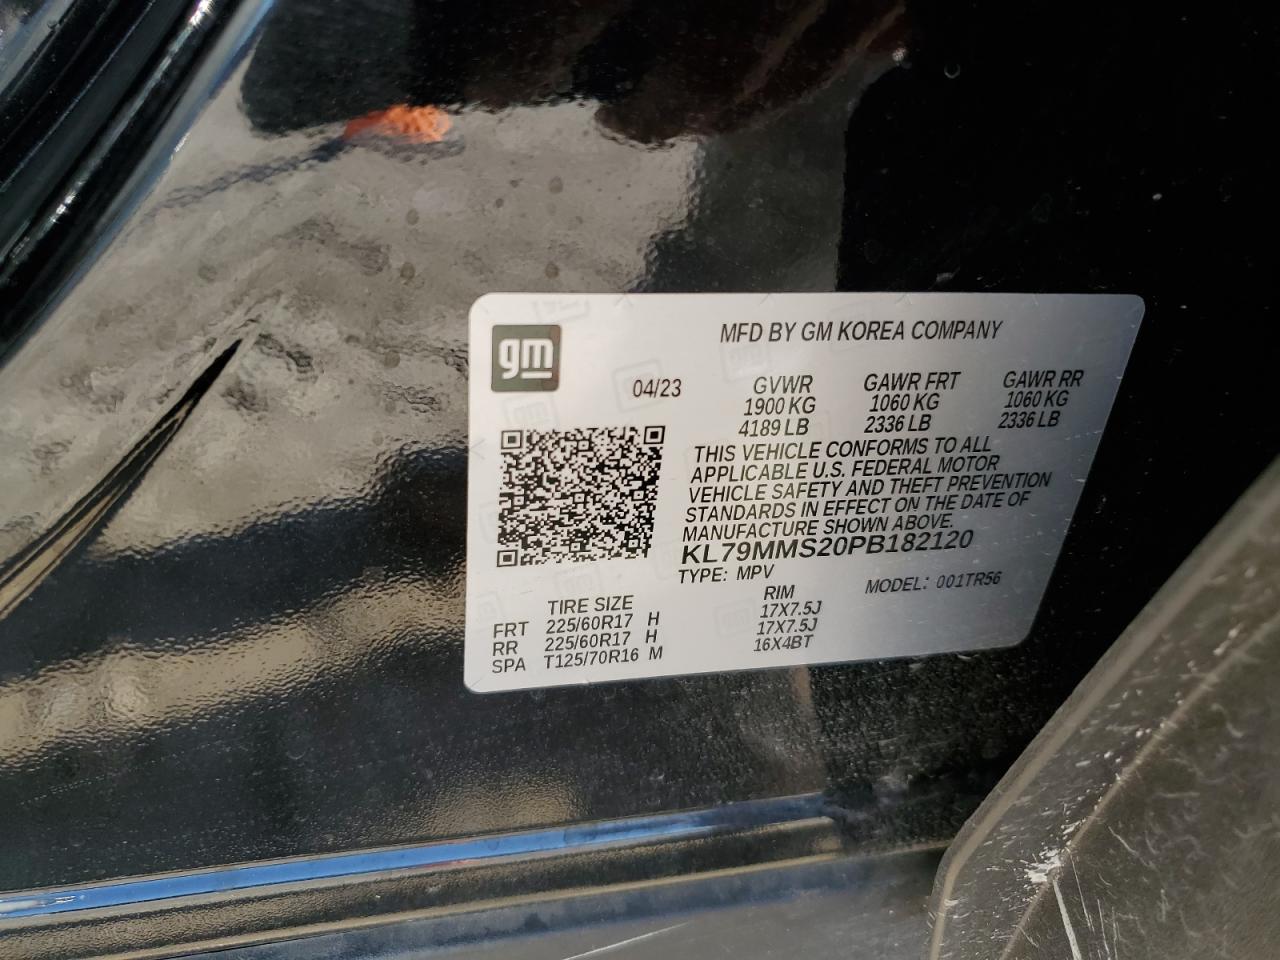 gm
MFD BY GM KOREA COMPANY
04/23
GVWR GAWR FRT GAWR RR
1900 KG 1060 KG 1060 KG
4189 LB 2336 LB 2336 LB
THIS VEHICLE CONFORMS TO ALL
APPLICABLE U.S. FEDERAL MOTOR
VEHICLE SAFETY AND THEFT PREVENTION
STANDARDS IN EFFECT ON THE DATE OF
MANUFACTURE SHOWN ABOVE.
KL79MMS20PB182120
TYPE: MPV MODEL: 001TR56
TIRE SIZE RIM
FRT 225/60R17 H 17X7.5J
RR 225/60R17 H 17X7.5J
SPA T125/70R16 M 16X4BT